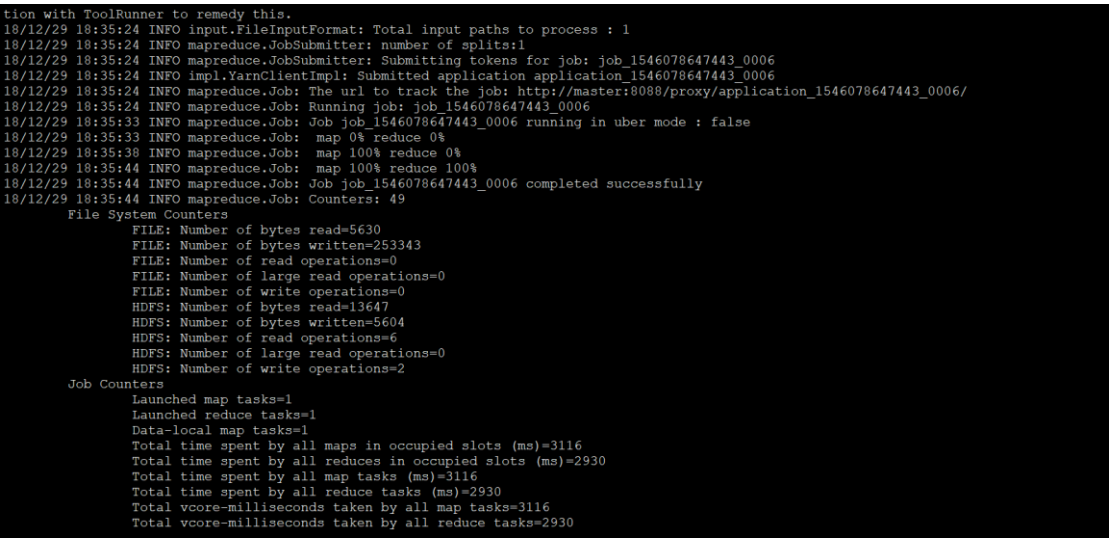 tion with ToolRunner to remedy this.
18/12/29 18:35:24 INFO input.FileInputFormat: Total input paths to process : 1
18/12/29 18:35:24 INFO mapreduce.JobSubmitter: number of splits:1
18/12/29 18:35:24 INFO mapreduce.JobSubmitter: Submitting tokens for job: job_1546078647443_0006
18/12/29 18:35:24 INFO impl.YarnClientImpl: Submitted application application_1546078647443_0006
18/12/29 18:35:24 INFO mapreduce.Job: The url to track the job: http://master:8088/proxy/application_1546078647443_0006/
18/12/29 18:35:24 INFO mapreduce.Job: Running job: job_1546078647443_0006
18/12/29 18:35:33 INFO mapreduce.Job: Job job_1546078647443_0006 running in uber mode : false
18/12/29 18:35:33 INFO mapreduce.Job:  map 0% reduce 0%
18/12/29 18:35:38 INFO mapreduce.Job:  map 100% reduce 0%
18/12/29 18:35:44 INFO mapreduce.Job:  map 100% reduce 100%
18/12/29 18:35:44 INFO mapreduce.Job: Job job_1546078647443_0006 completed successfully
18/12/29 18:35:44 INFO mapreduce.Job: Counters: 49
File System Counters
FILE: Number of bytes read=5630
FILE: Number of bytes written=253343
FILE: Number of read operations=0
FILE: Number of large read operations=0
FILE: Number of write operations=0
HDFS: Number of bytes read=13647
HDFS: Number of bytes written=5604
HDFS: Number of read operations=6
HDFS: Number of large read operations=0
HDFS: Number of write operations=2
Job Counters
Launched map tasks=1
Launched reduce tasks=1
Data-local map tasks=1
Total time spent by all maps in occupied slots (ms)=3116
Total time spent by all reduces in occupied slots (ms)=2930
Total time spent by all map tasks (ms)=3116
Total time spent by all reduce tasks (ms)=2930
Total vcore-milliseconds taken by all map tasks=3116
Total vcore-milliseconds taken by all reduce tasks=2930